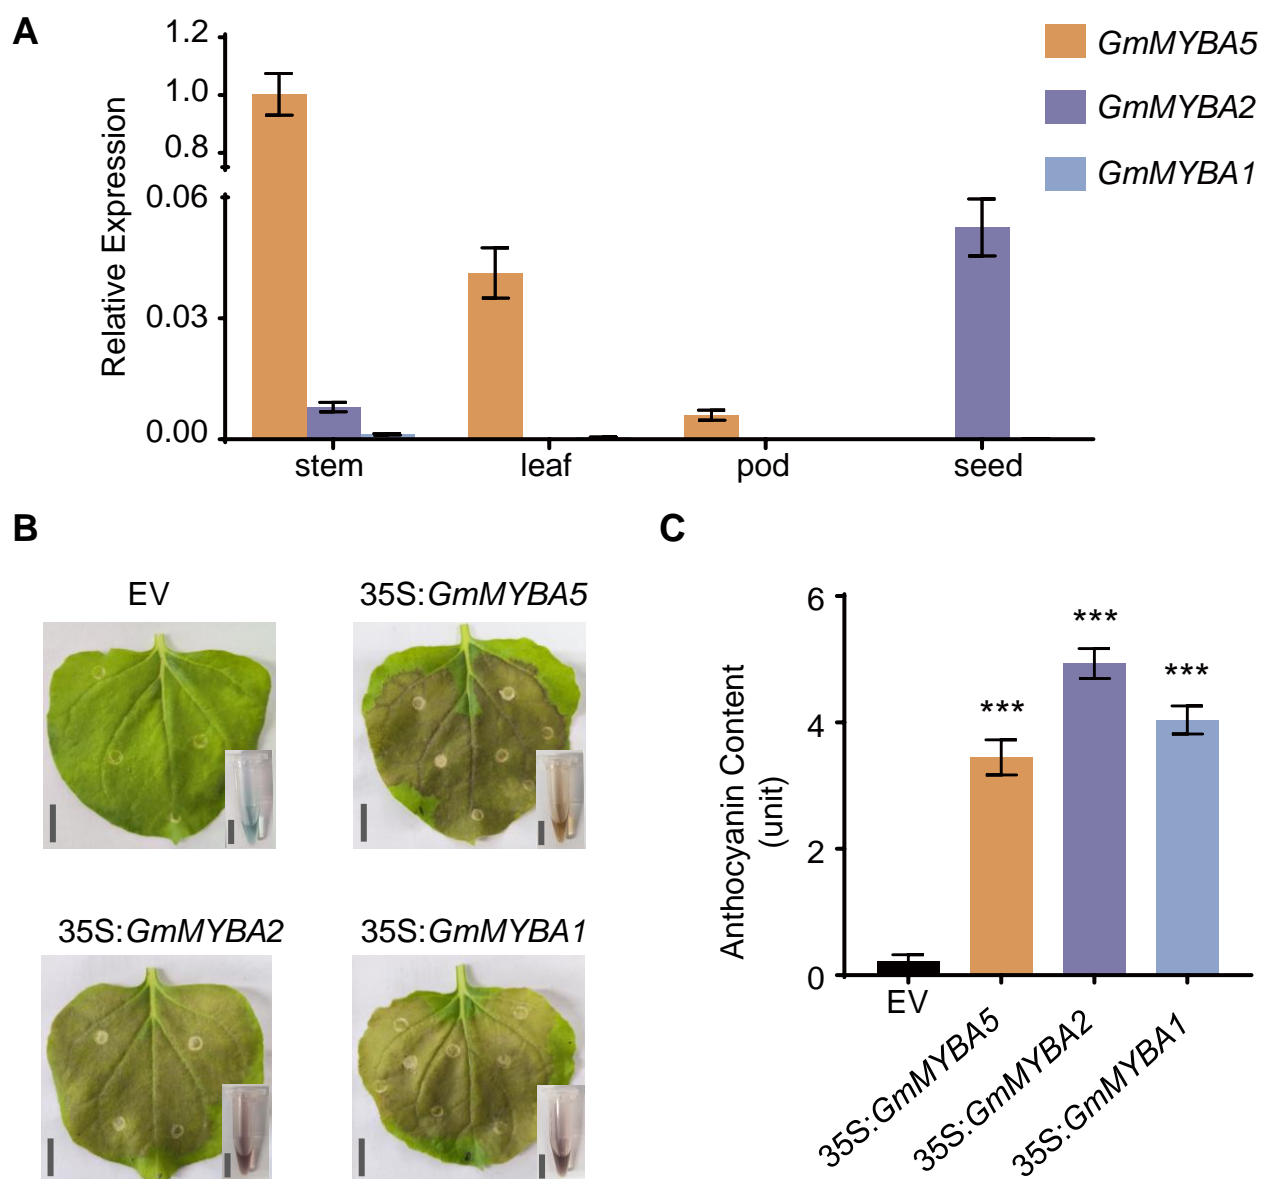 A
1.2
1.0
0.8
0.06
0.03
0.00
Relative Expression
stem
leaf
pod
seed
GmMYBA5
GmMYBA2
GmMYBA1
B
EV
35S:GmMYBA5
35S:GmMYBA2
35S:GmMYBA1
C
6
4
2
0
Anthocyanin Content
(unit)
***
***
***
EV
35S:GmMYBA5
35S:GmMYBA2
35S:GmMYBA1